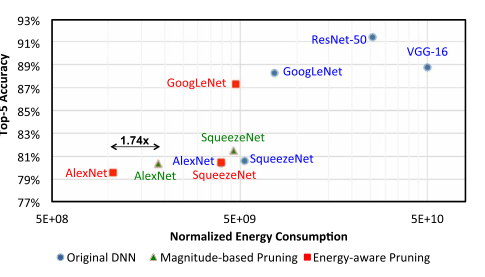 93%
91%
89%
87%
85%
83%
81%
79%
77%
Top-5 Accuracy
ResNet-50
VGG-16
GoogLeNet
GoogLeNet
1.74x
SqueezeNet
AlexNet
SqueezeNet
AlexNet
AlexNet
SqueezeNet
5E+08
5E+09
5E+10
Normalized Energy Consumption
Original DNN
Magnitude-based Pruning
Energy-aware Pruning